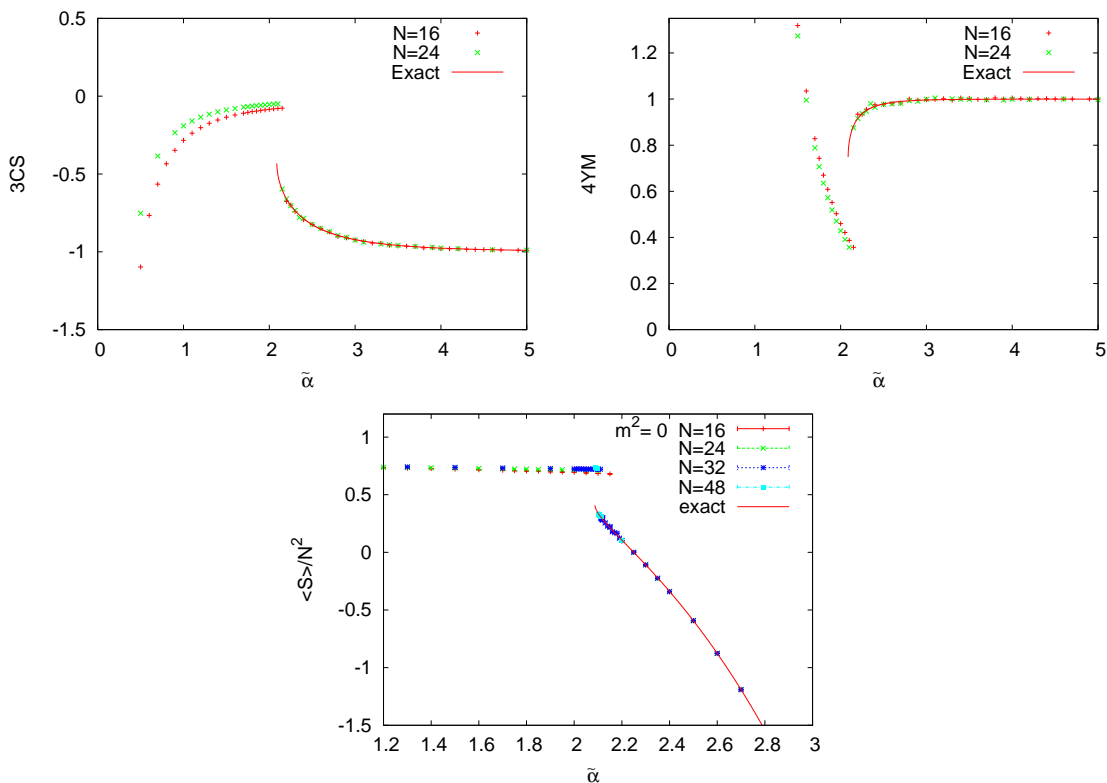 3CS
0.5
0
-0.5
-1
-1.5
0 1 2 3 4 5
α̃
N=16
N=24
Exact
4YM
1.2
1
0.8
0.6
0.4
0.2
0
0 1 2 3 4 5
α̃
N=16
N=24
Exact
<S>/N²
1
0.5
0
-0.5
-1
-1.5
1.2 1.4 1.6 1.8 2 2.2 2.4 2.6 2.8 3
α̃
m²= 0 N=16
N=24
N=32
N=48
exact